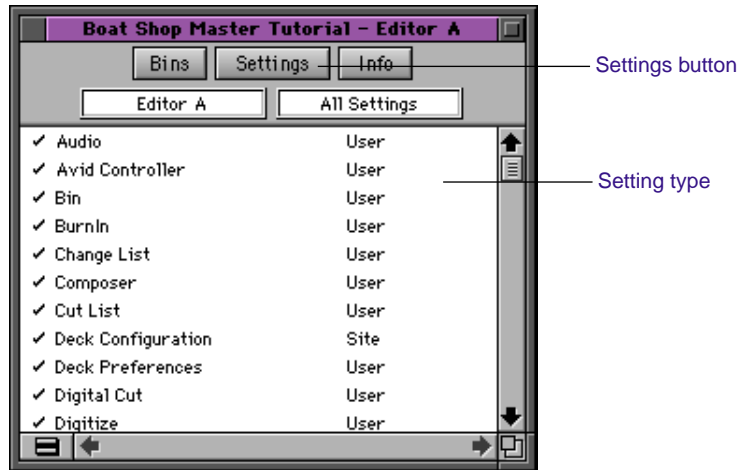 Boat Shop Master Tutorial - Editor A
Bins Settings Info
Settings button
Editor A All Settings
✓ Audio User
✓ Avid Controller User
Setting type
✓ Bin User
✓ BurnIn User
✓ Change List User
✓ Composer User
✓ Cut List User
✓ Deck Configuration Site
✓ Deck Preferences User
✓ Digital Cut User
✓ Digitize User